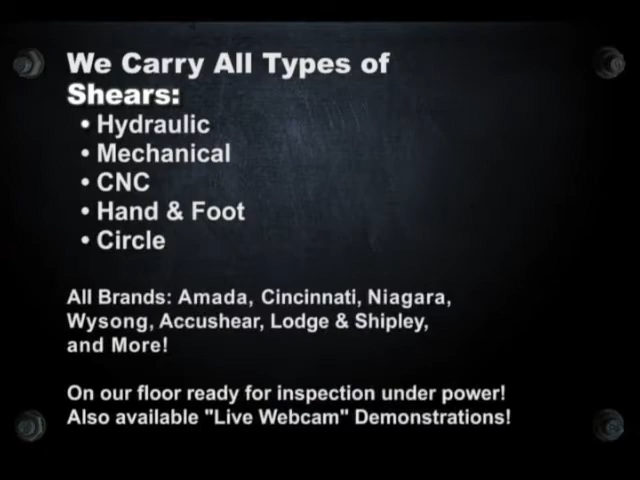 We Carry All Types of
Shears:
• Hydraulic
• Mechanical
• CNC
• Hand & Foot
• Circle
All Brands: Amada, Cincinnati, Niagara,
Wysong, Accushear, Lodge & Shipley,
and More!
On our floor ready for inspection under power!
Also available "Live Webcam" Demonstrations!